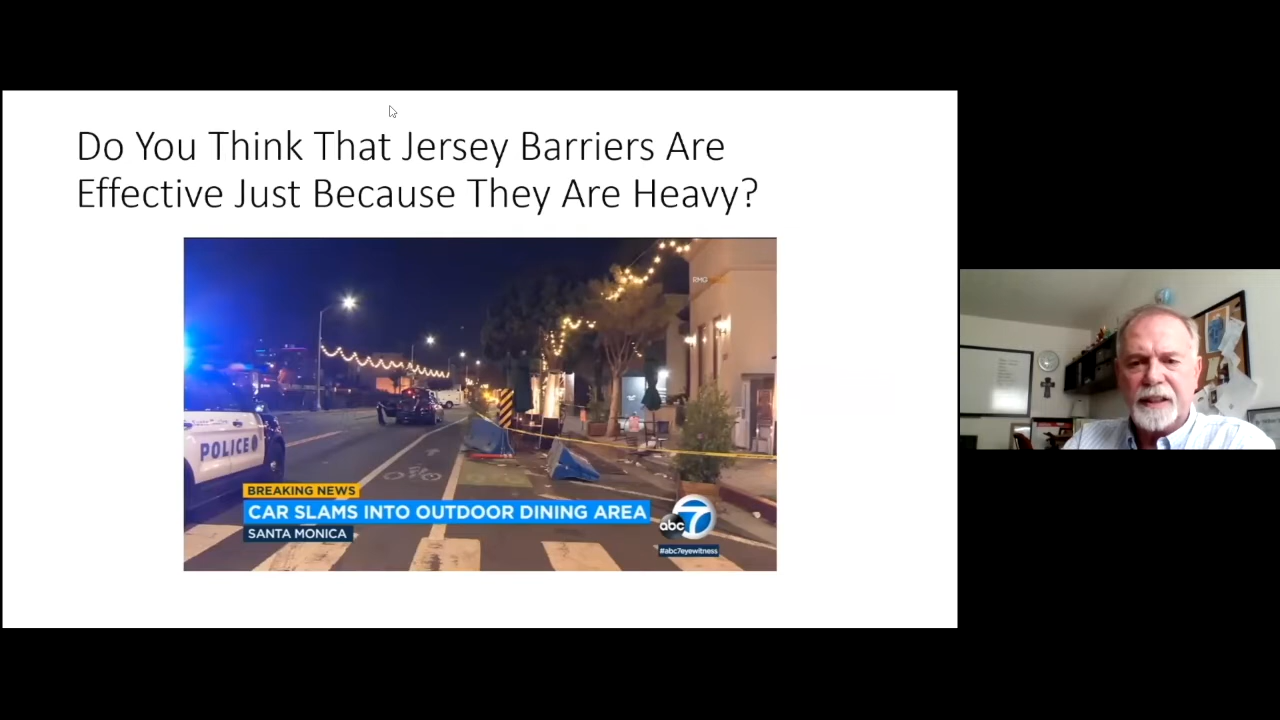 Do You Think That Jersey Barriers Are
Effective Just Because They Are Heavy?
RMG
POLICE
BREAKING NEWS
CAR SLAMS INTO OUTDOOR DINING AREA
SANTA MONICA
abc 7
#abc7eyewitness